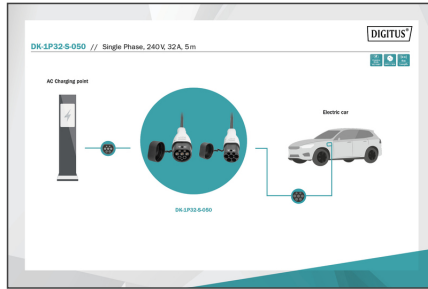 DIGITUS®
DK-1P32-S-050 // Single Phase, 240V, 32A, 5m
AC Charging point
Electric car
DK-1P32-S-050